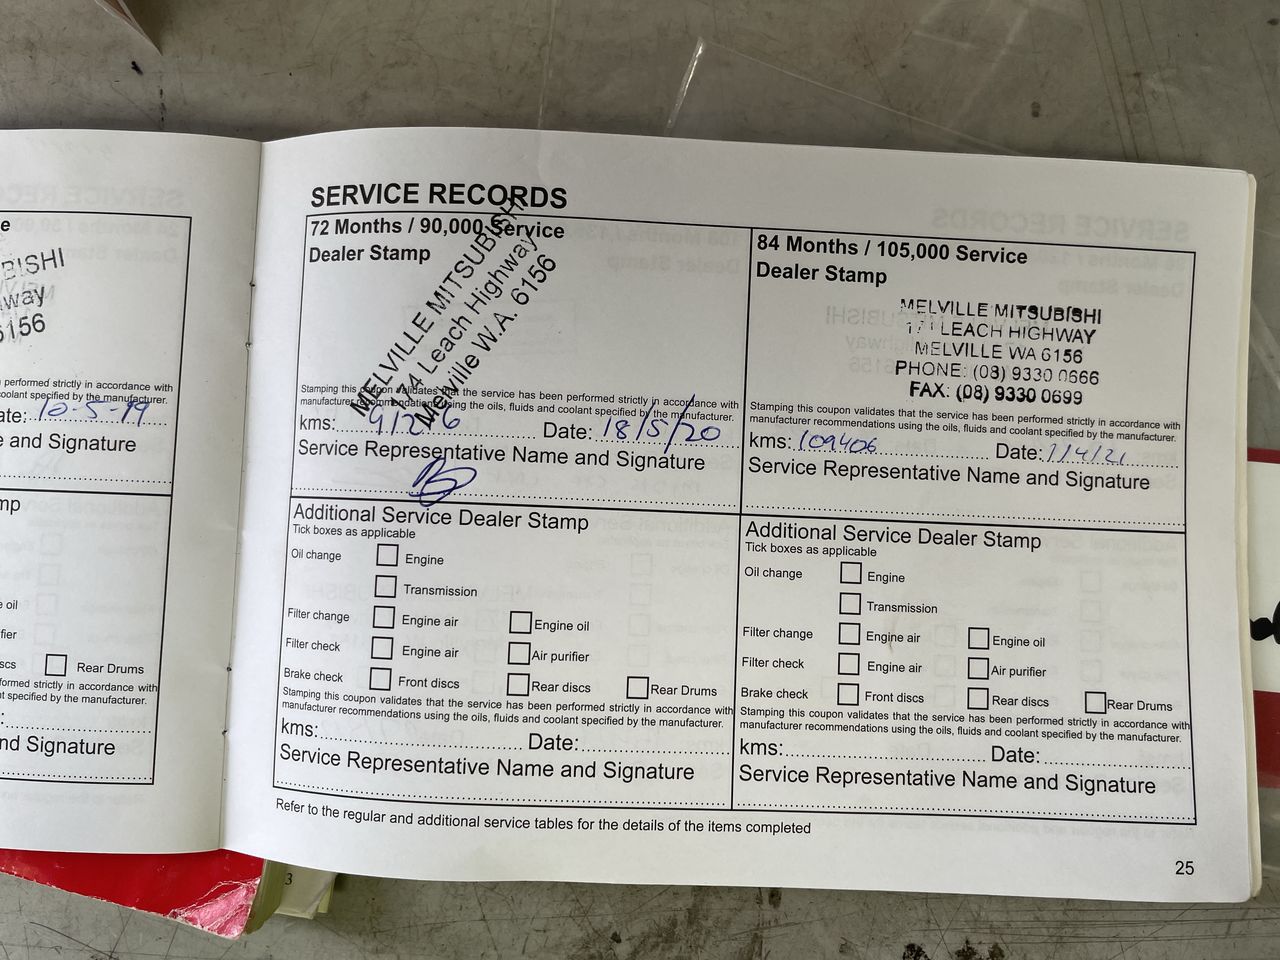 e
BISHI
way
6156
performed strictly in accordance with
coolant specified by the manufacturer.
ate: 10-5-19
e and Signature
mp
e oil
fier
scs Rear Drums
formed strictly in accordance with
nt specified by the manufacturer.
nd Signature
SERVICE RECORDS
72 Months / 90,000 Service
Dealer Stamp
MELVILLE MITSUBISHI
174 Leach Highway
Melville W.A. 6156
Stamping this coupon validates that the service has been performed strictly in accordance with
manufacturer recommendations using the oils, fluids and coolant specified by the manufacturer.
kms: 91276 Date: 18/5/20
Service Representative Name and Signature
Additional Service Dealer Stamp
Tick boxes as applicable
Oil change Engine
Transmission
Filter change Engine air Engine oil
Filter check Engine air Air purifier
Brake check Front discs Rear discs Rear Drums
Stamping this coupon validates that the service has been performed strictly in accordance with
manufacturer recommendations using the oils, fluids and coolant specified by the manufacturer.
kms: Date:
Service Representative Name and Signature
84 Months / 105,000 Service
Dealer Stamp
MELVILLE MITSUBISHI
174 LEACH HIGHWAY
MELVILLE WA 6156
PHONE: (08) 9330 0666
FAX: (08) 9330 0699
Stamping this coupon validates that the service has been performed strictly in accordance with
manufacturer recommendations using the oils, fluids and coolant specified by the manufacturer.
kms: 109406 Date: 1/4/21
Service Representative Name and Signature
Additional Service Dealer Stamp
Tick boxes as applicable
Oil change Engine
Transmission
Filter change Engine air Engine oil
Filter check Engine air Air purifier
Brake check Front discs Rear discs Rear Drums
Stamping this coupon validates that the service has been performed strictly in accordance with
manufacturer recommendations using the oils, fluids and coolant specified by the manufacturer.
kms: Date:
Service Representative Name and Signature
Refer to the regular and additional service tables for the details of the items completed
25
3